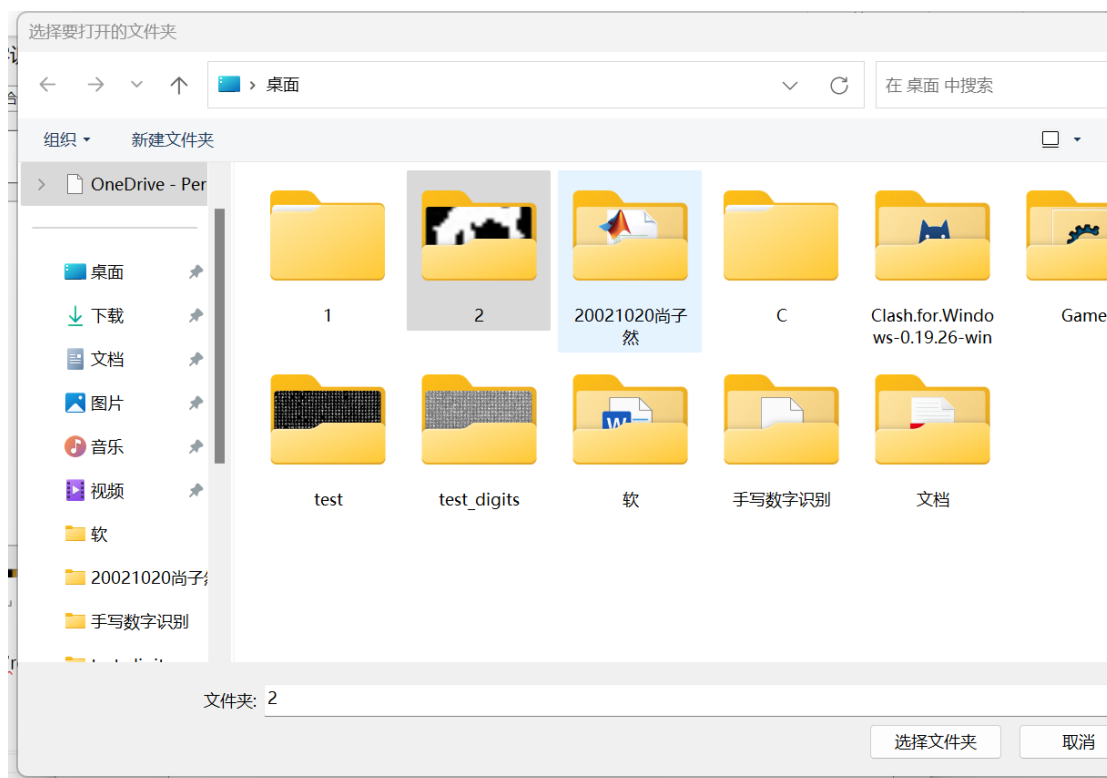 选择要打开的文件夹
桌面
在 桌面 中搜索
组织
新建文件夹
OneDrive - Per
桌面
下载
文档
图片
音乐
视频
软
20021020尚子
手写数字识别
1
2
20021020尚子
然
C
Clash.for.Windo
ws-0.19.26-win
Game
test
test_digits
软
手写数字识别
文档
文件夹:
2
选择文件夹
取消